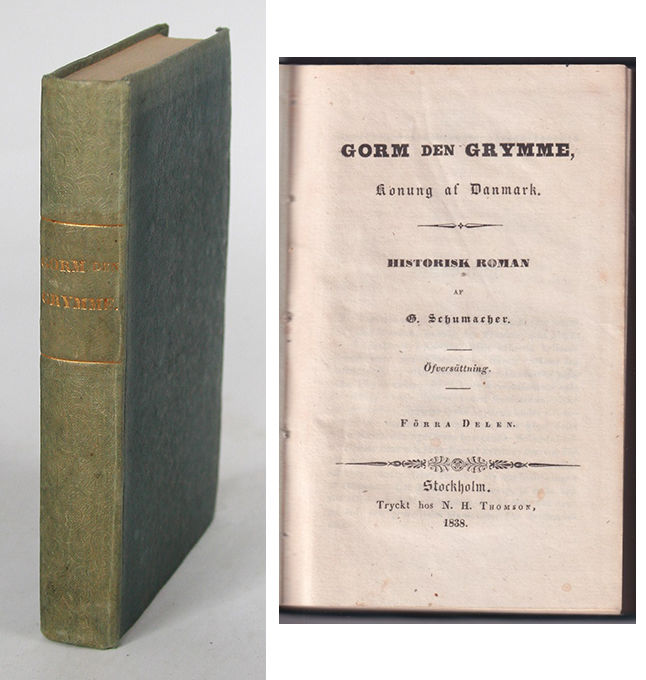 GORM DEN
GRYMME.
GORM DEN GRYMME,
Konung af Danmark.
HISTORISK ROMAN
AF
G. Schumacher.
Öfversättning.
FÖRRA DELEN.
Stockholm.
Tryckt hos N. H. THOMSON,
1838.